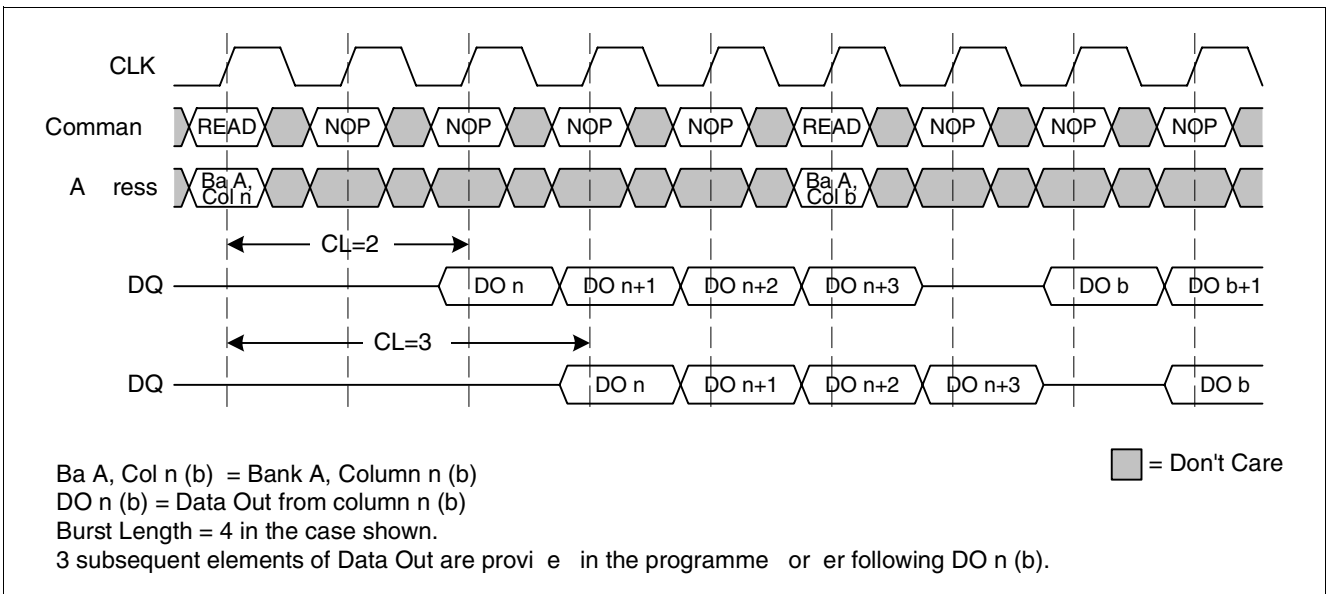 CLK
Comman READ NOP NOP NOP NOP READ NOP NOP NOP
A ress Ba A, Col n Ba A, Col b
CL=2
DQ DO n DO n+1 DO n+2 DO n+3 DO b DO b+1
CL=3
DQ DO n DO n+1 DO n+2 DO n+3 DO b
Ba A, Col n (b) = Bank A, Column n (b)
= Don't Care
DO n (b) = Data Out from column n (b)
Burst Length = 4 in the case shown.
3 subsequent elements of Data Out are provi e in the programme or er following DO n (b).